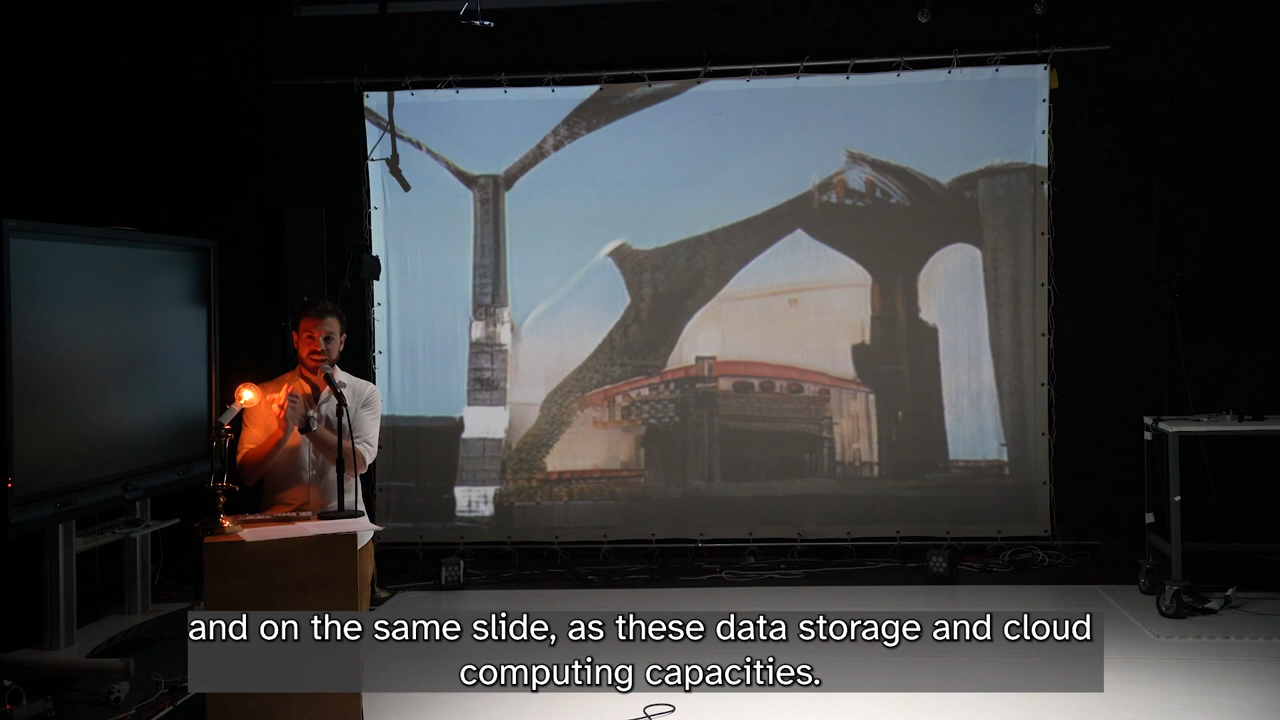 and on the same slide, as these data storage and cloud
computing capacities.